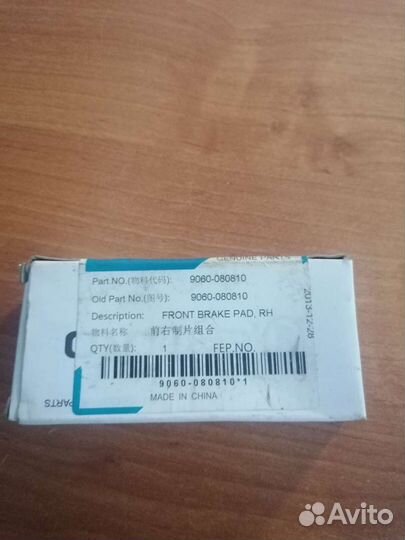 GENUINE PARTS
Part NO.(物料代码): 9060-080810
Old Part No.(图号): 9060-080810
Description: FRONT BRAKE PAD, RH
物料名称 前右制片组合
QTY(数量): 1 FEP.NO.
9060-080810*1
MADE IN CHINA
2013-12-28
PARTS
Avito